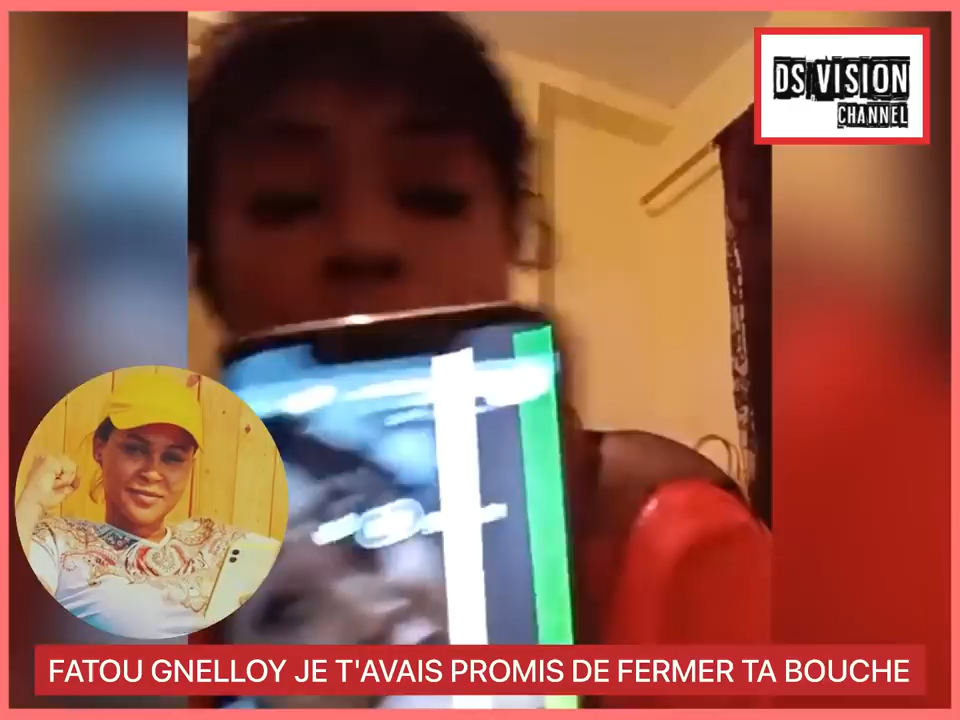 DS VISION
CHANNEL
FATOU GNELLOY JE T'AVAIS PROMIS DE FERMER TA BOUCHE